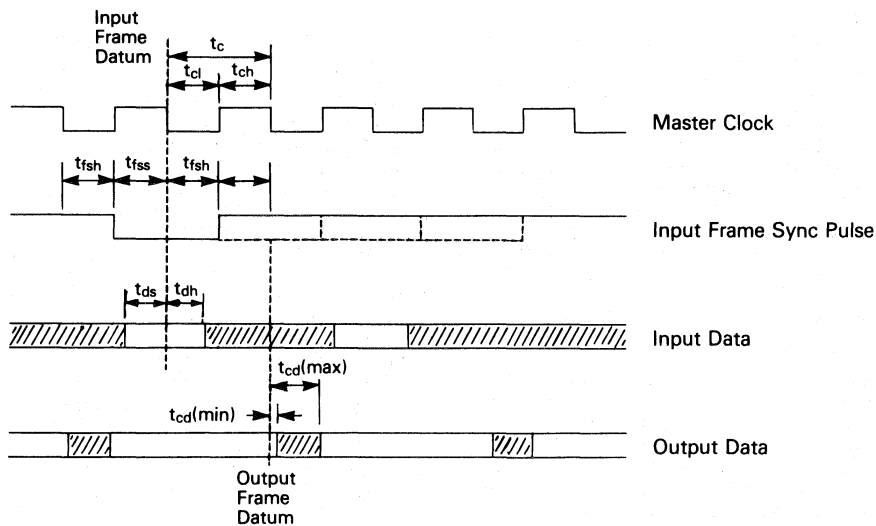 Input
Frame
Datum
tc
tcl
tch
Master Clock
tfsh
tfss
tfsh
Input Frame Sync Pulse
tds
tdh
Input Data
tcd(max)
tcd(min)
Output Data
Output
Frame
Datum